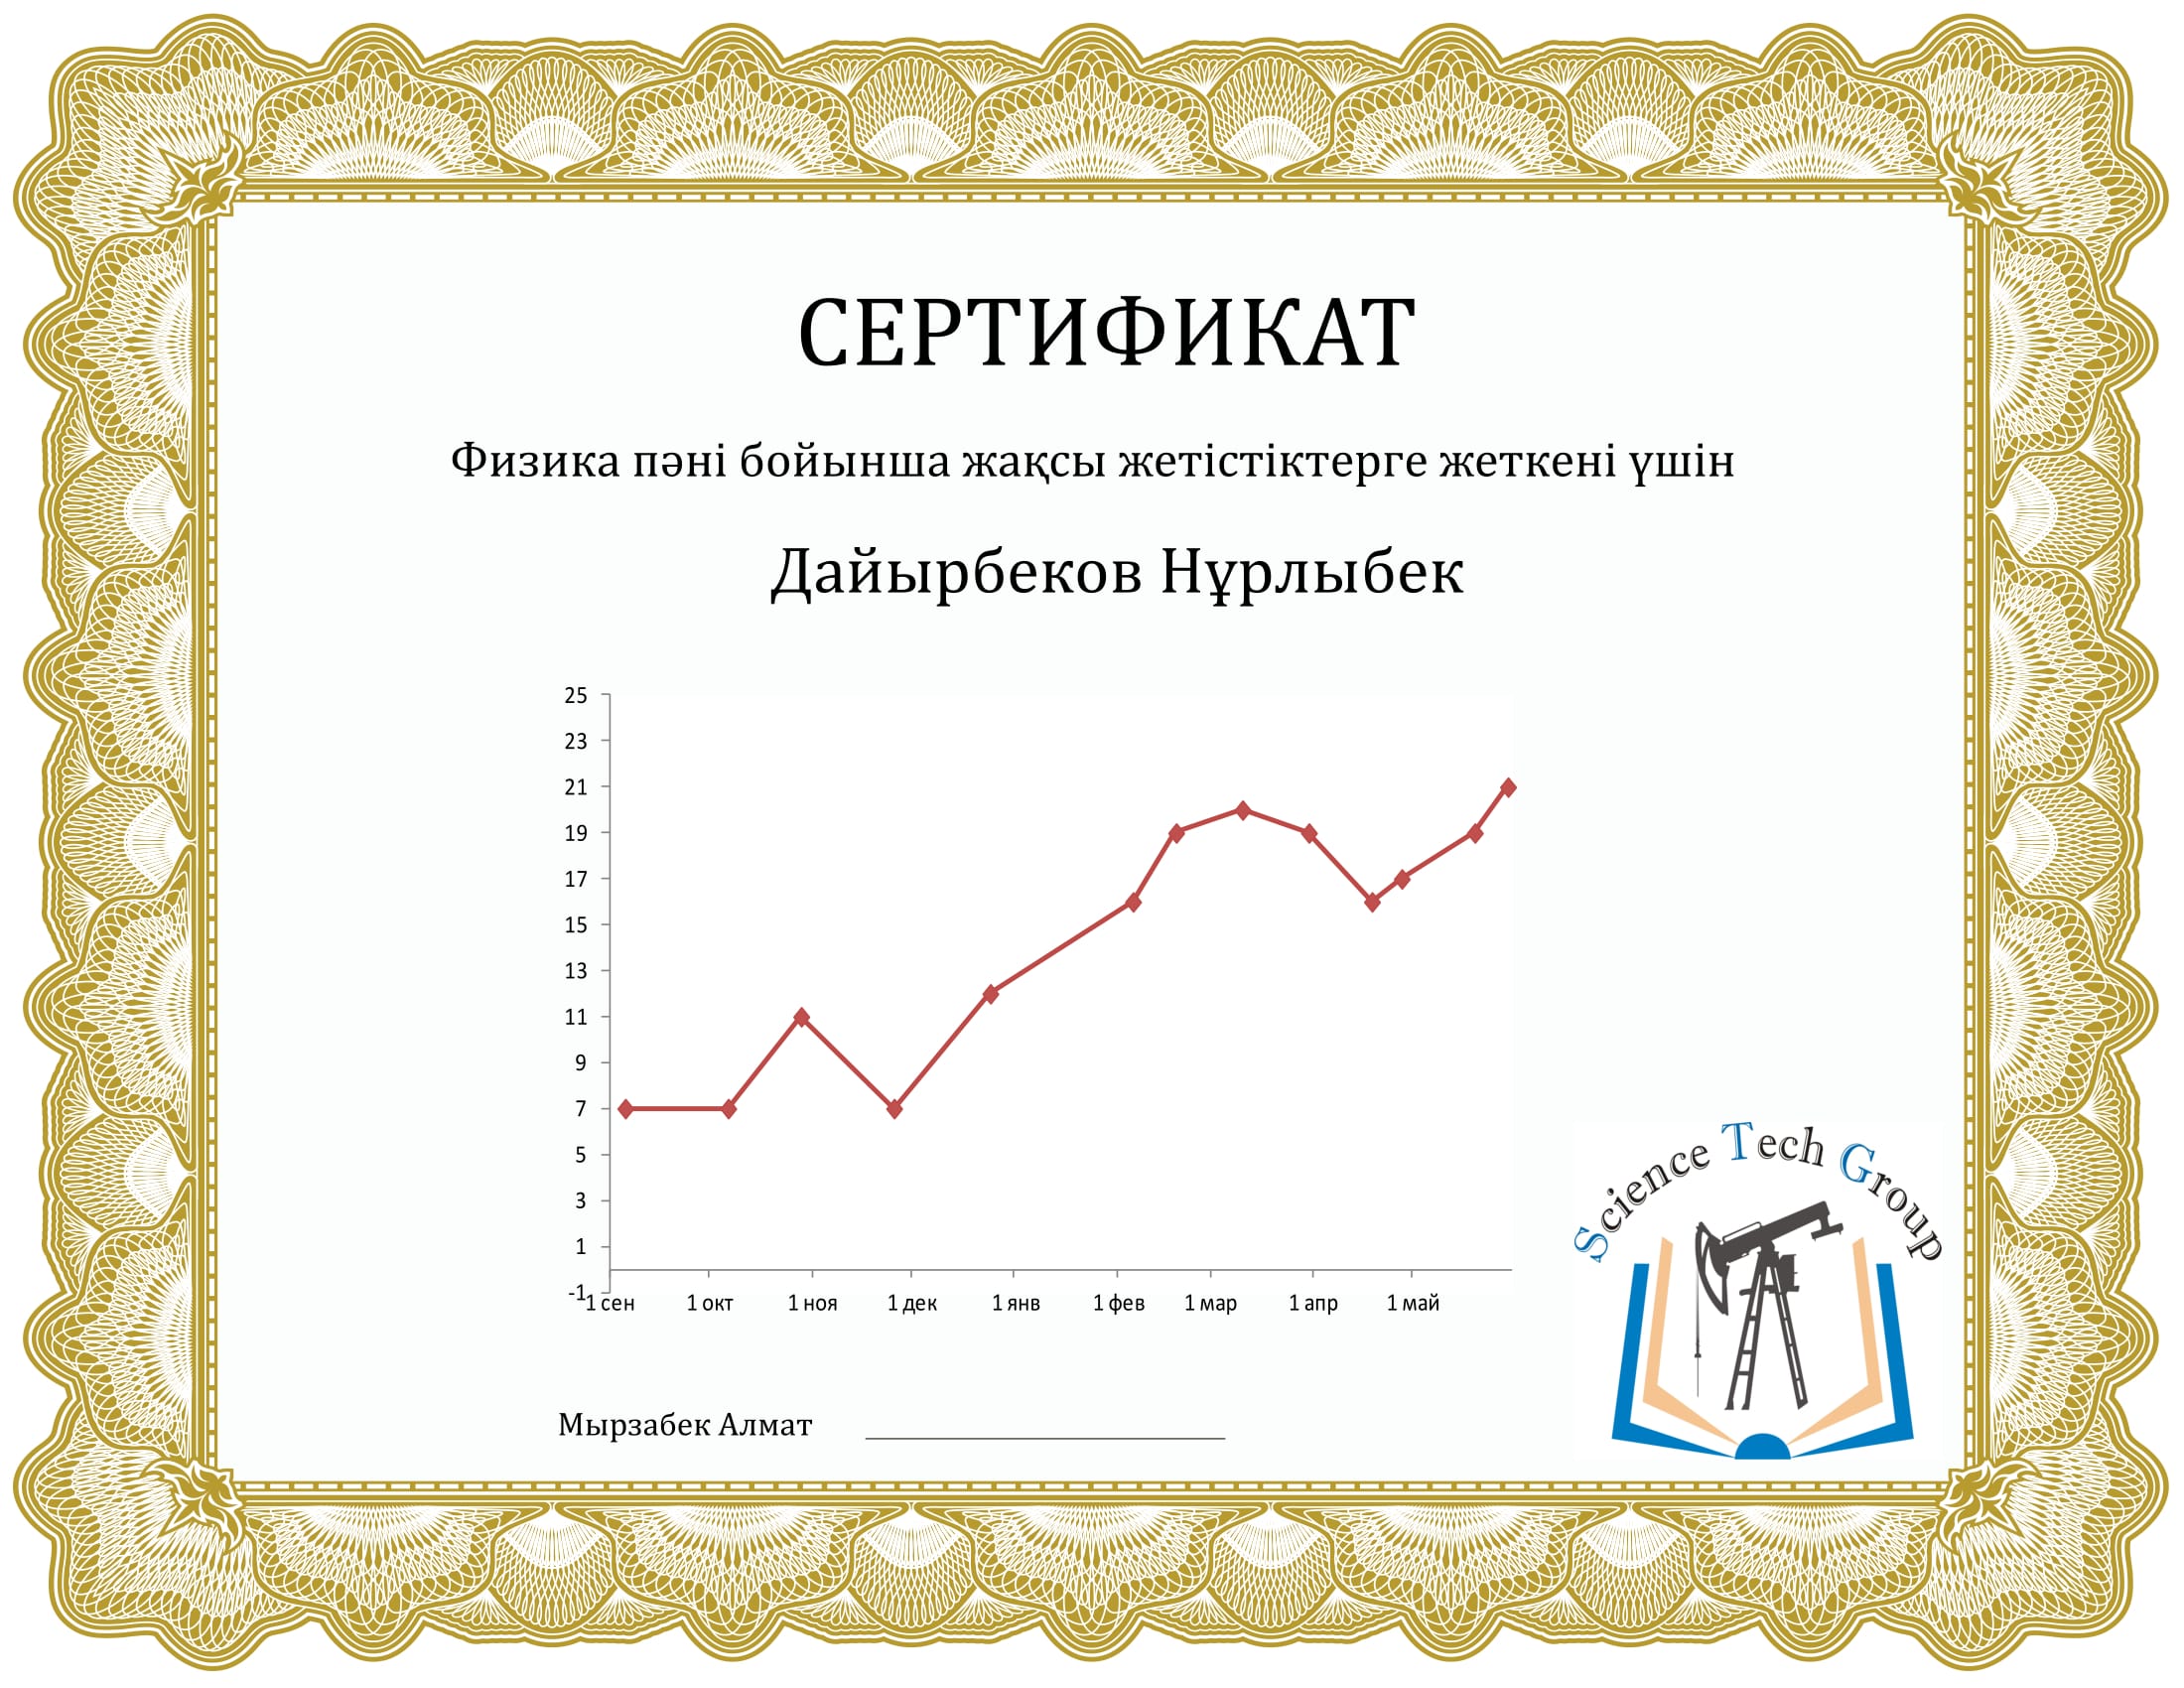 СЕРТИФИКАТ
Физика пәні бойынша жақсы жетістіктерге жеткені үшін
Дайырбеков Нұрлыбек
25
23
21
19
17
15
13
11
9
7
5
3
1
-1
1 сен 1 окт 1 ноя 1 дек 1 янв 1 фев 1 мар 1 апр 1 май
Science Tech Group
Мырзабек Алмат